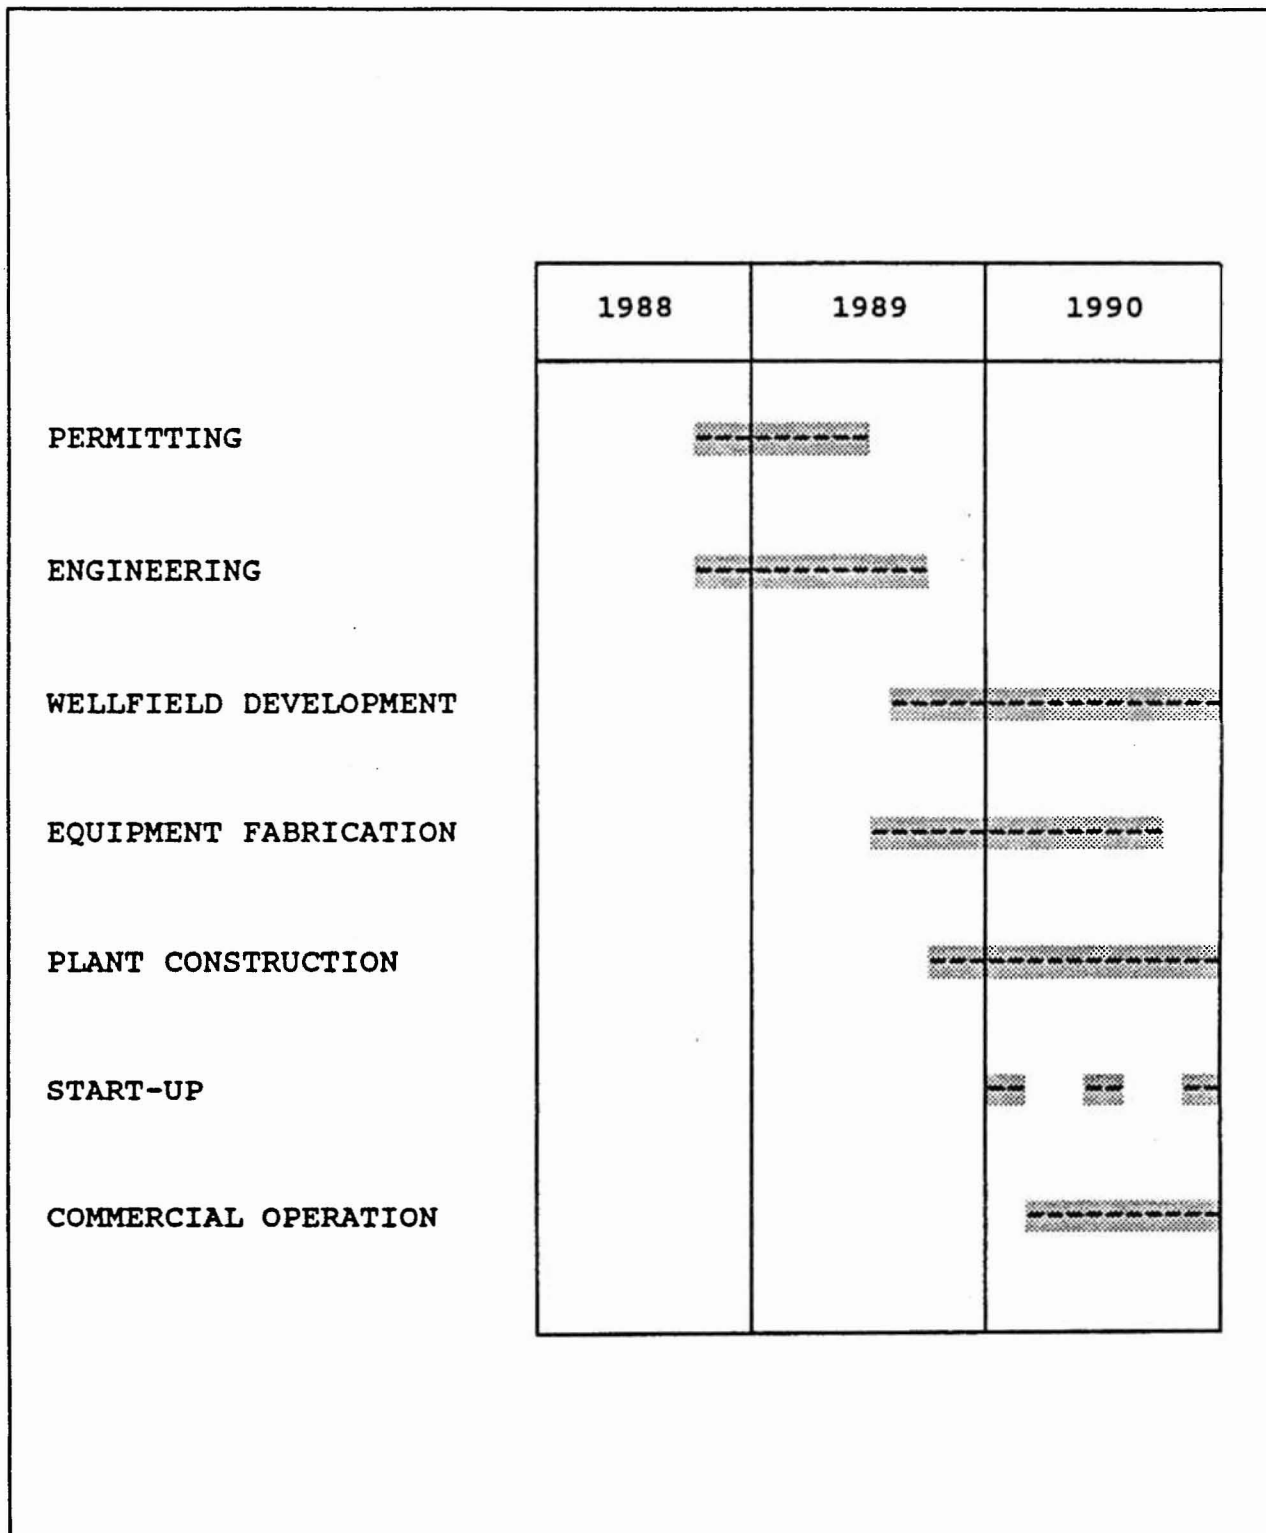 1988 1989 1990
PERMITTING
ENGINEERING
WELLFIELD DEVELOPMENT
EQUIPMENT FABRICATION
PLANT CONSTRUCTION
START-UP
COMMERCIAL OPERATION